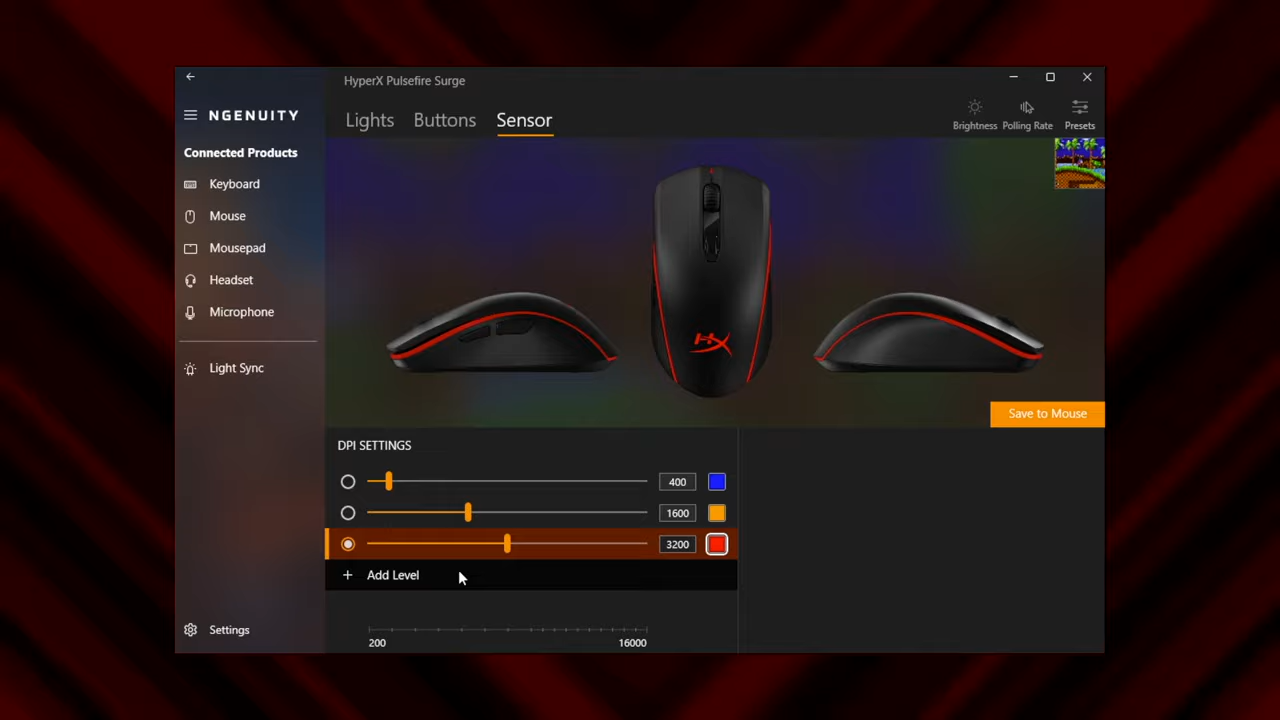 HyperX Pulsefire Surge
NGENUITY
Lights Buttons Sensor
Brightness Polling Rate Presets
Connected Products
Keyboard
Mouse
Mousepad
Headset
Microphone
Light Sync
Settings
HX
Save to Mouse
DPI SETTINGS
400
1600
3200
+ Add Level
200 16000